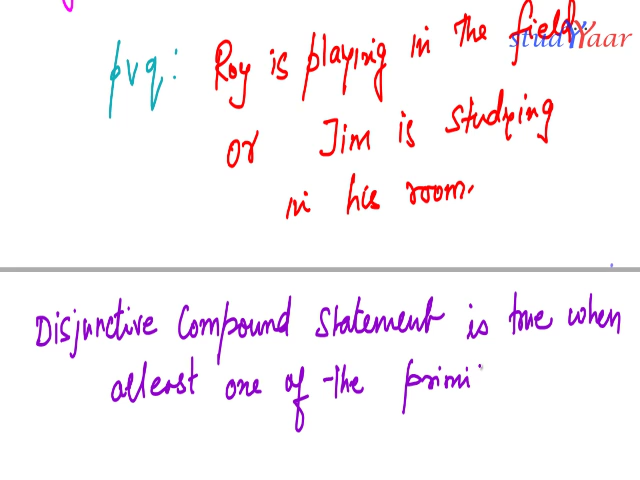 studYYaar
p∨q: Roy is playing in the field
or Jim is studying
in his room.
Disjunctive Compound Statement is true when
atleast one of the primi